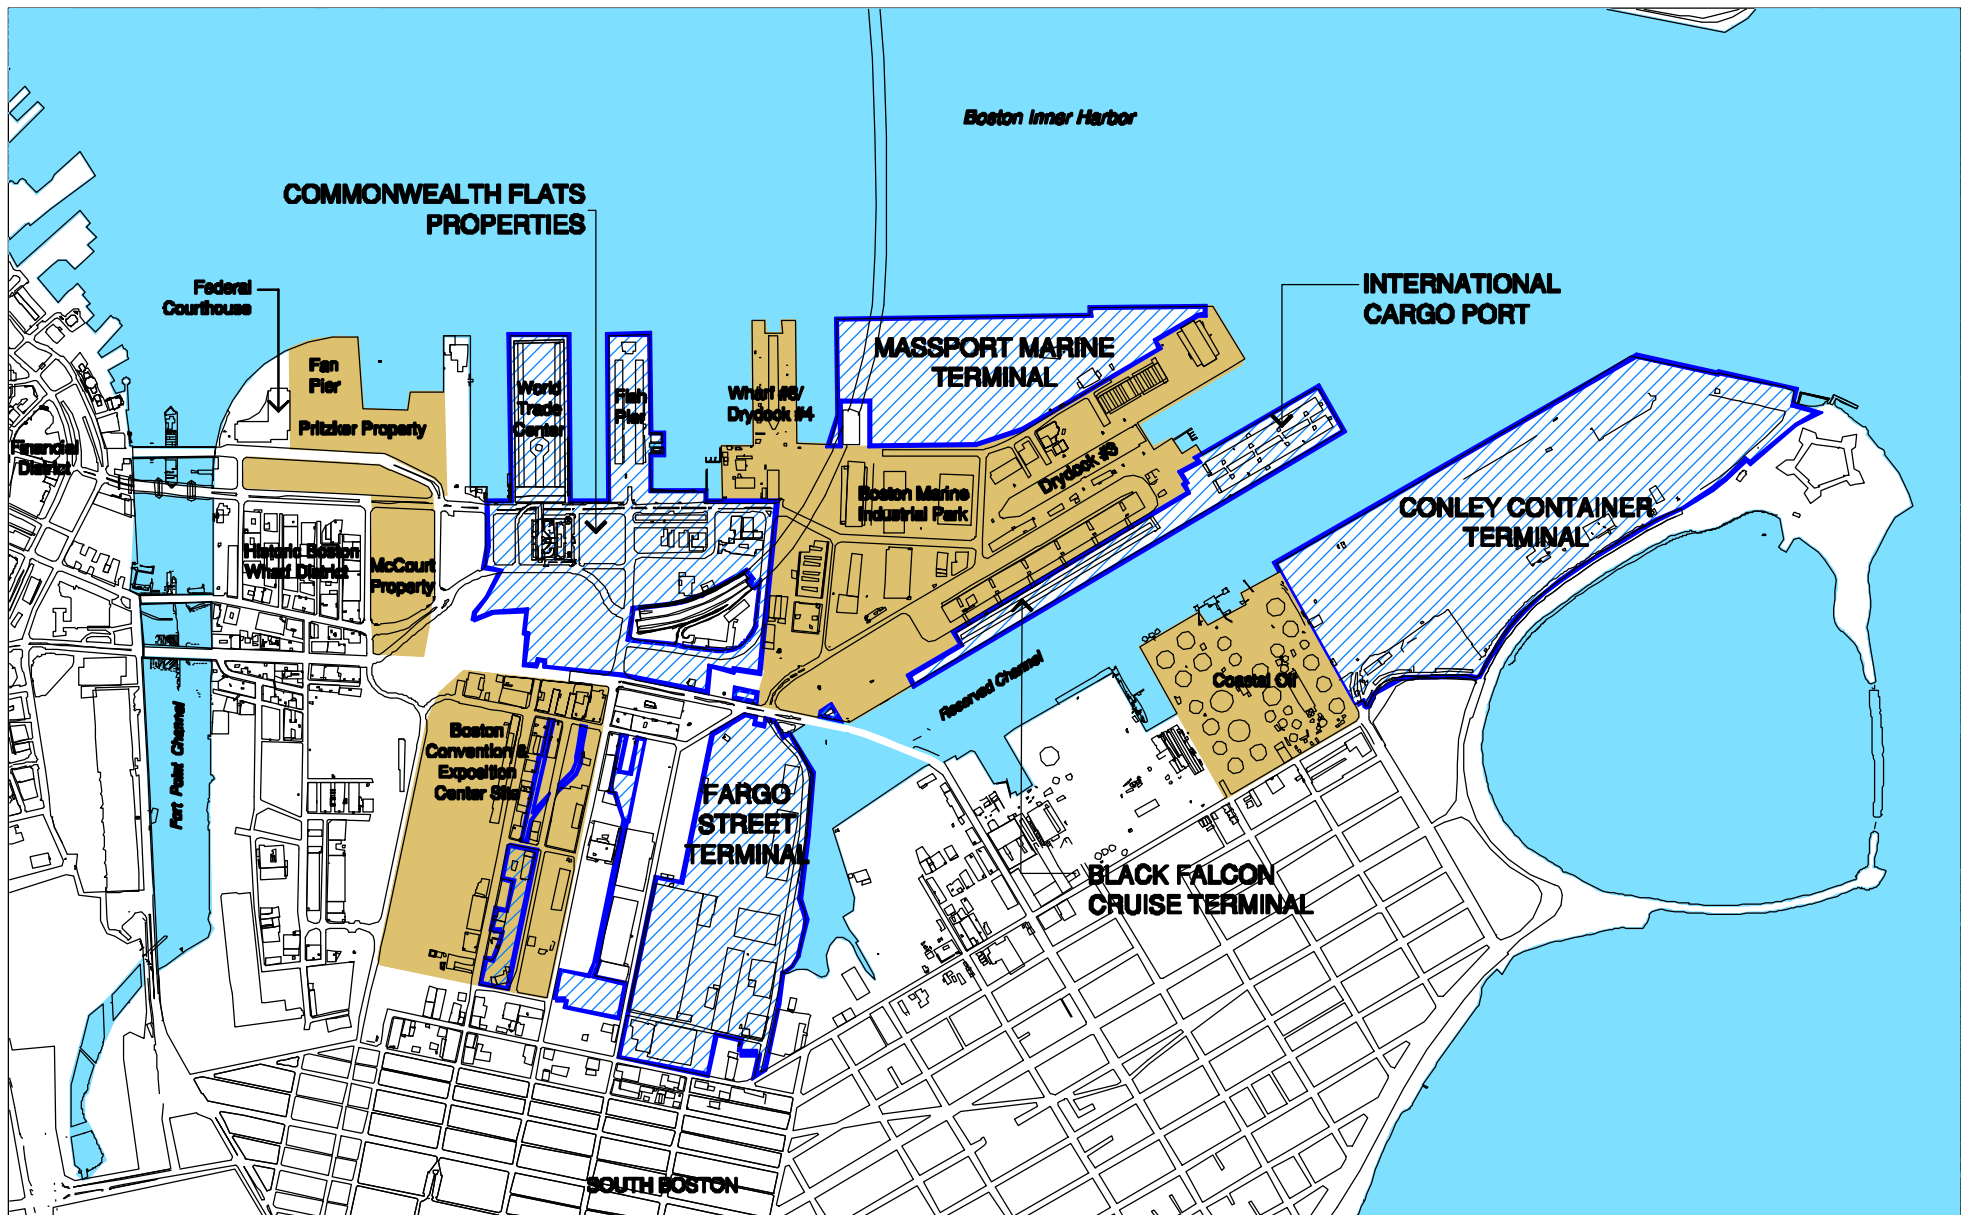 Boston Inner Harbor
COMMONWEALTH FLATS
PROPERTIES
Federal
Courthouse
INTERNATIONAL
CARGO PORT
MASSPORT MARINE
TERMINAL
Fan
Pier
World
Trade
Center
Fish
Pier
Wharf #8/
Drydock #4
Pritzker Property
Financial
District
Drydock #3
Boston Marine
Industrial Park
CONLEY CONTAINER
TERMINAL
Historic Boston
Wharf District
McCourt
Property
Reserved Channel
Coastal Oil
Fort Point Channel
Boston
Convention &
Exposition
Center Site
FARGO
STREET
TERMINAL
BLACK FALCON
CRUISE TERMINAL
SOUTH BOSTON